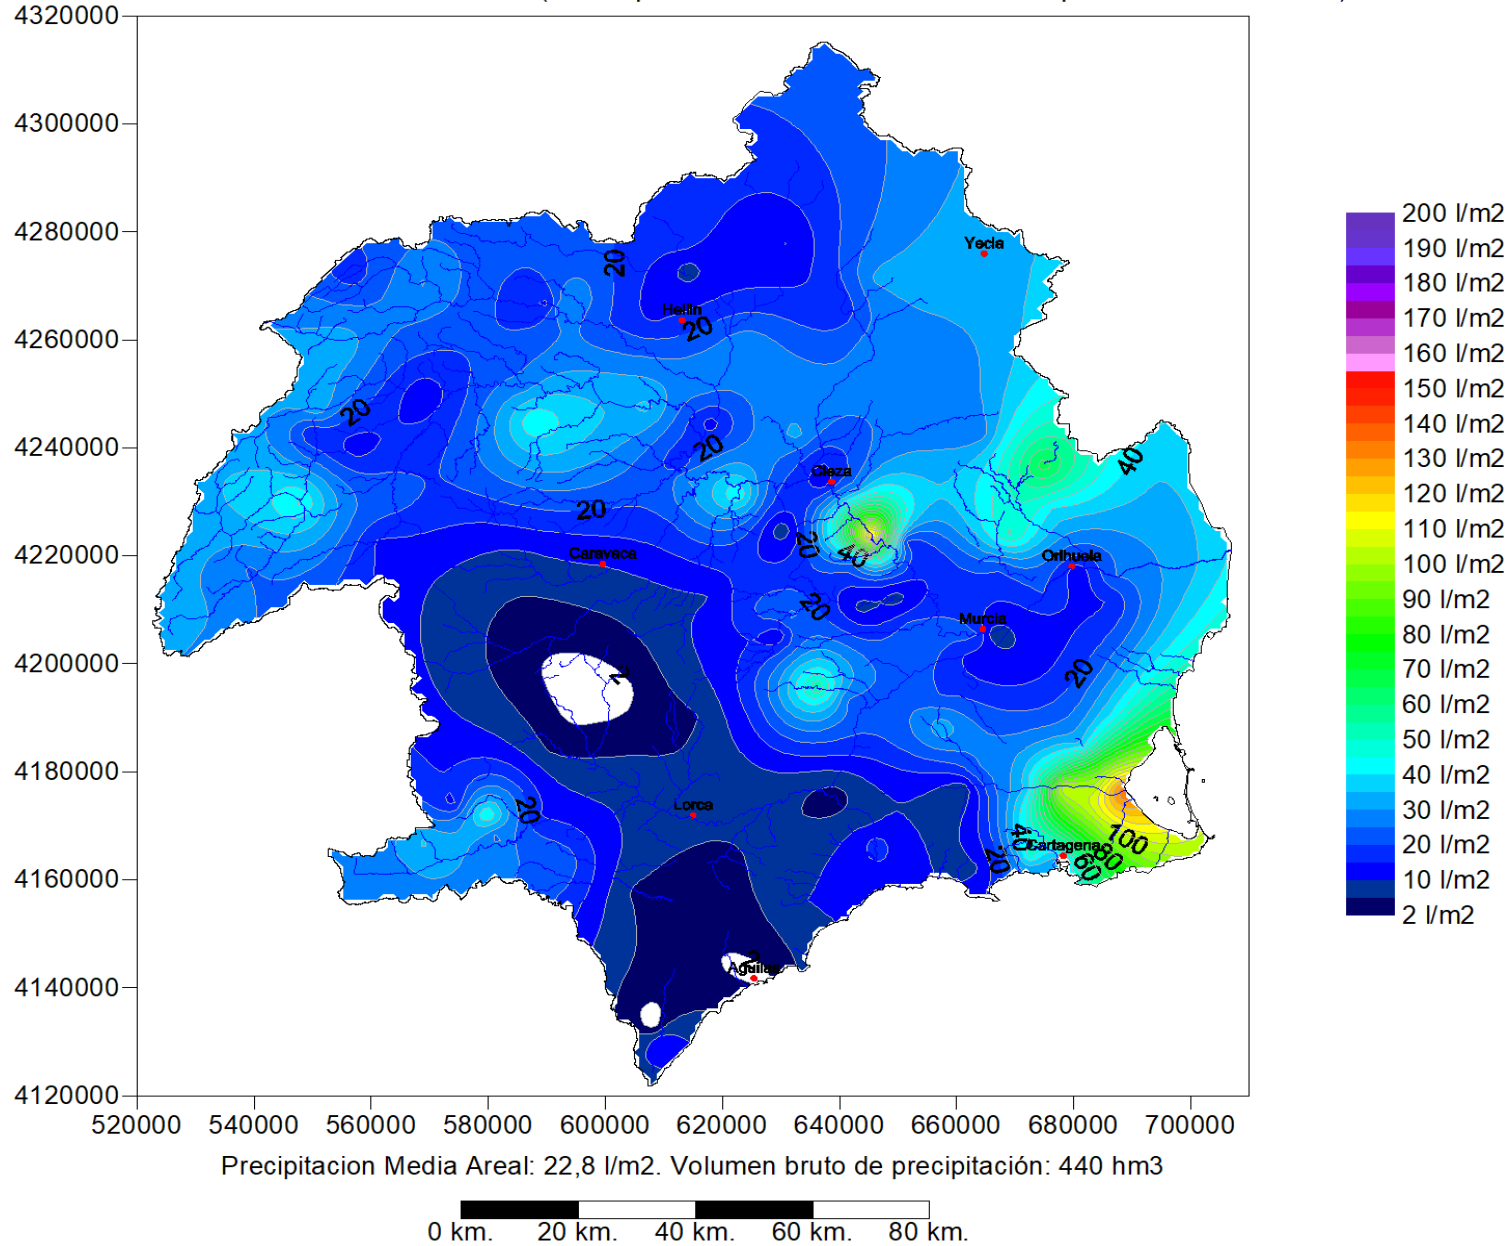 4320000
4300000
4280000
4260000
4240000
4220000
4200000
4180000
4160000
4140000
4120000
520000 540000 560000 580000 600000 620000 640000 660000 680000 700000
Yecla
20
Hellin
20
20
20
40
Cieza
20
20
40
Caravaca
Orihuela
20
Murcia
20
2
20
Lorca
40
100
Cartagena
80
60
20
2
Aguilas
200 l/m2
190 l/m2
180 l/m2
170 l/m2
160 l/m2
150 l/m2
140 l/m2
130 l/m2
120 l/m2
110 l/m2
100 l/m2
90 l/m2
80 l/m2
70 l/m2
60 l/m2
50 l/m2
40 l/m2
30 l/m2
20 l/m2
10 l/m2
2 l/m2
Precipitacion Media Areal: 22,8 l/m2. Volumen bruto de precipitación: 440 hm3
0 km. 20 km. 40 km. 60 km. 80 km.